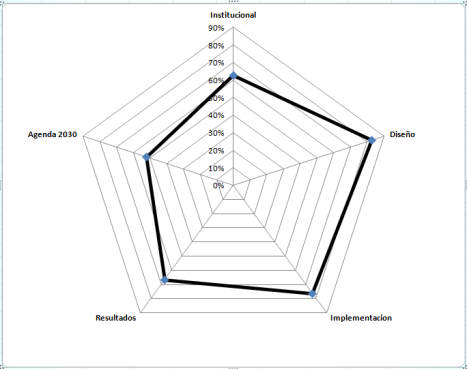 Institucional
90%
80%
70%
60%
50%
40%
30%
20%
10%
0%
Agenda 2030
Diseño
Resultados
Implementacion